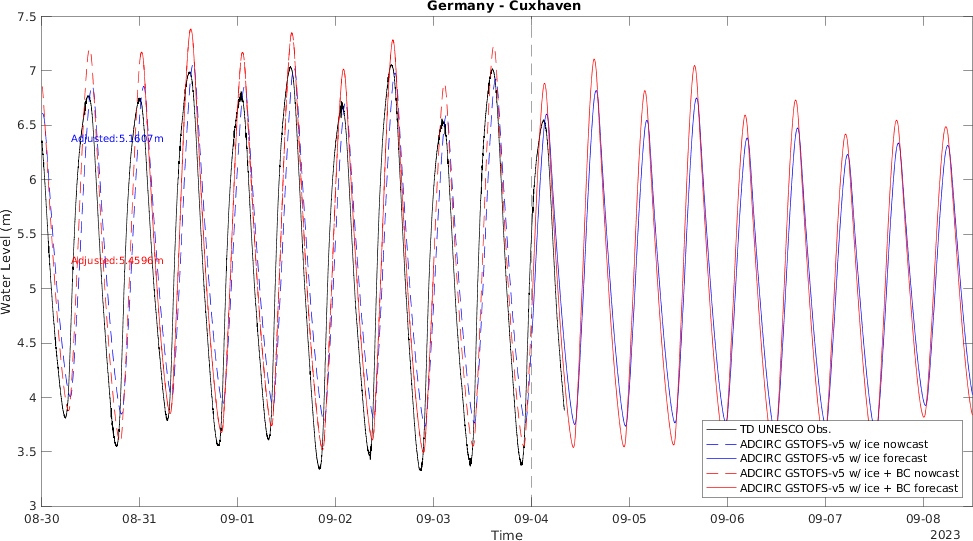 Germany - Cuxhaven
7.5
7
6.5
6
5.5
5
4.5
4
3.5
3
Water Level (m)
Adjusted:5.1607m
Adjusted:5.4596m
TD UNESCO Obs.
ADCIRC GSTOFS-v5 w/ ice nowcast
ADCIRC GSTOFS-v5 w/ ice forecast
ADCIRC GSTOFS-v5 w/ ice + BC nowcast
ADCIRC GSTOFS-v5 w/ ice + BC forecast
08-30 08-31 09-01 09-02 09-03 09-04 09-05 09-06 09-07 09-08
Time
2023